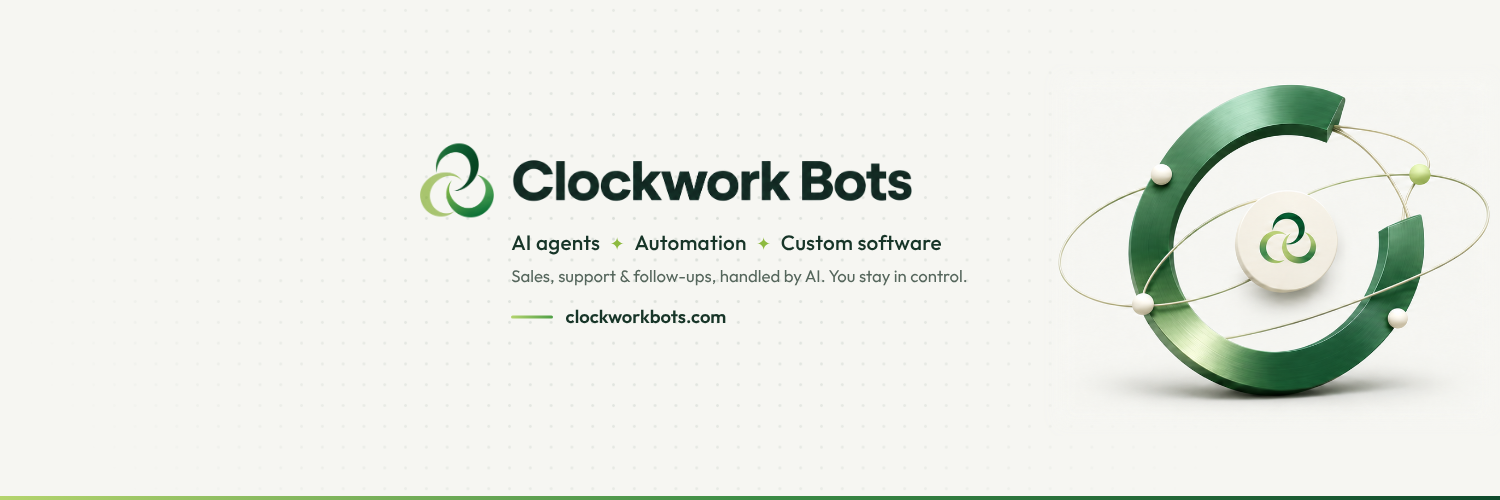 Clockwork Bots
AI agents ✦ Automation ✦ Custom software
Sales, support & follow-ups, handled by AI. You stay in control.
clockworkbots.com